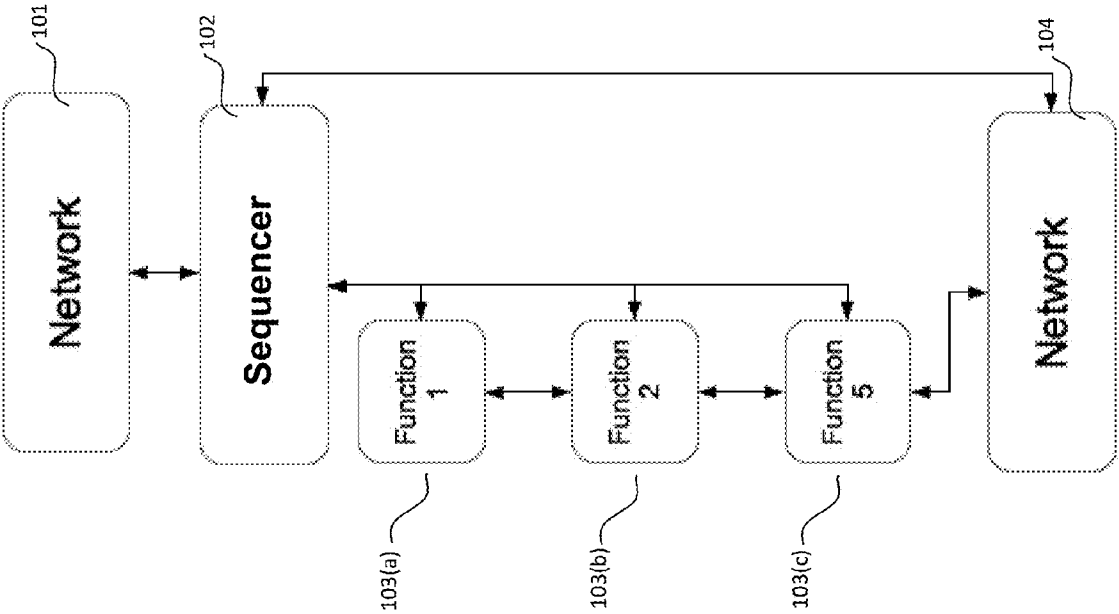 101
Network
102
Sequencer
103(a)
Function
1
103(b)
Function
2
103(c)
Function
5
104
Network